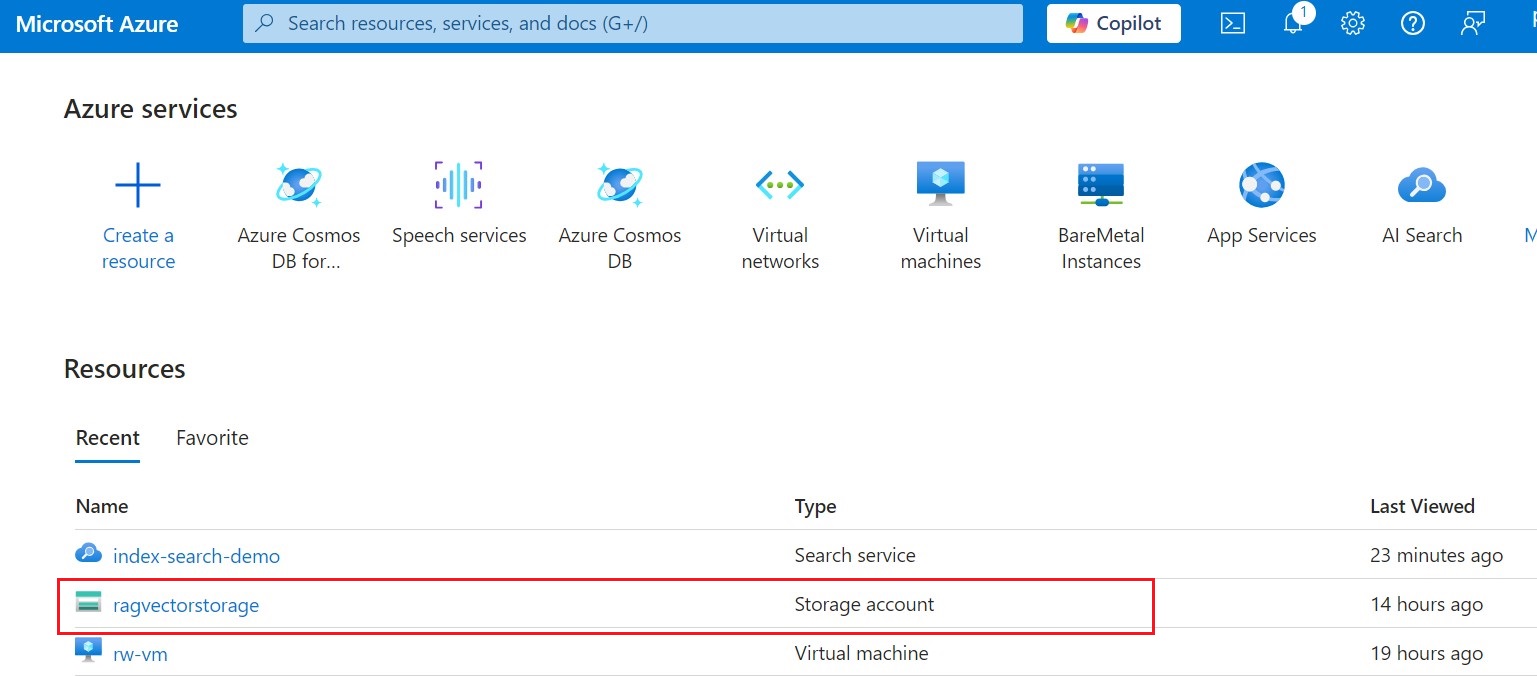 Microsoft Azure
Search resources, services, and docs (G+/)
Copilot
1
Azure services
Create a
resource
Azure Cosmos
DB for...
Speech services
Azure Cosmos
DB
Virtual
networks
Virtual
machines
BareMetal
Instances
App Services
AI Search
Resources
Recent Favorite
Name Type Last Viewed
index-search-demo Search service 23 minutes ago
ragvectorstorage Storage account 14 hours ago
rw-vm Virtual machine 19 hours ago